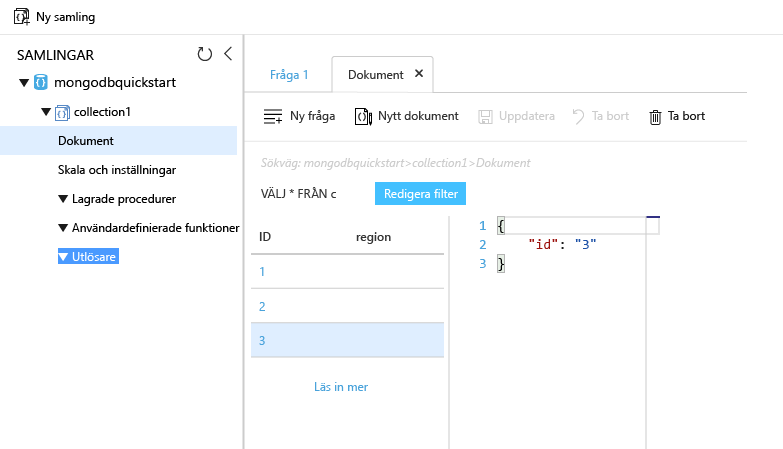 Ny samling
SAMLINGAR
mongodbquickstart
collection1
Dokument
Skala och inställningar
Lagrade procedurer
Användardefinierade funktioner
Utlösare
Fråga 1
Dokument
Ny fråga
Nytt dokument
Uppdatera
Ta bort
Ta bort
Sökväg: mongodbquickstart>collection1>Dokument
VÄLJ * FRÅN c
Redigera filter
ID region
1
2
3
Läs in mer
1 {
2 "id": "3"
3 }